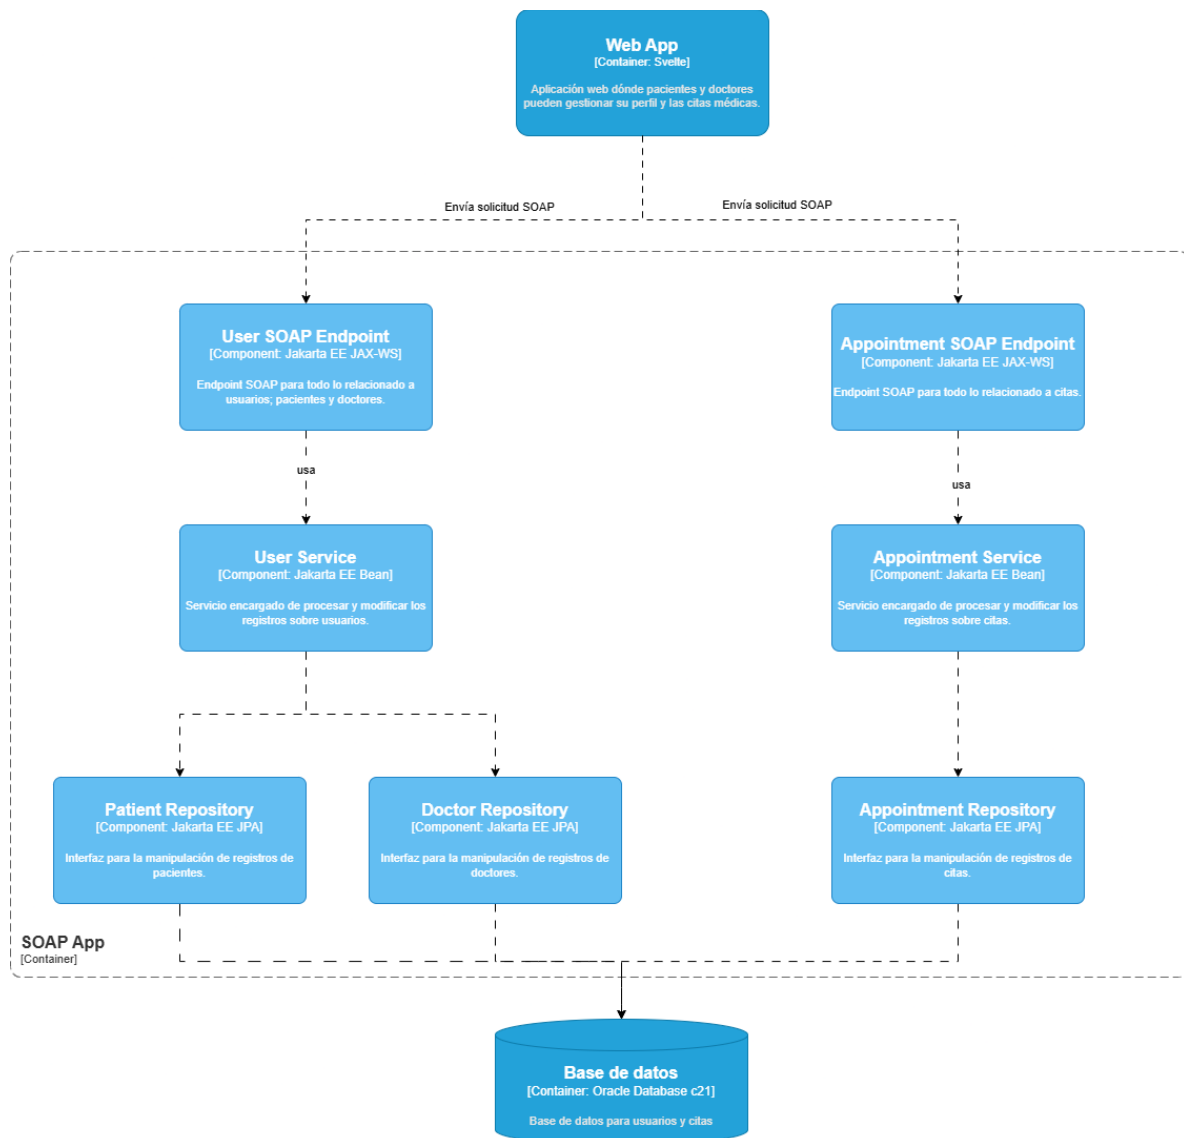 Web App
[Container: Svelte]
Aplicación web dónde pacientes y doctores
pueden gestionar su perfil y las citas médicas.
Envía solicitud SOAP
Envía solicitud SOAP
User SOAP Endpoint
[Component: Jakarta EE JAX-WS]
Endpoint SOAP para todo lo relacionado a
usuarios; pacientes y doctores.
Appointment SOAP Endpoint
[Component: Jakarta EE JAX-WS]
Endpoint SOAP para todo lo relacionado a citas.
usa
usa
User Service
[Component: Jakarta EE Bean]
Servicio encargado de procesar y modificar los
registros sobre usuarios.
Appointment Service
[Component: Jakarta EE Bean]
Servicio encargado de procesar y modificar los
registros sobre citas.
Patient Repository
[Component: Jakarta EE JPA]
Interfaz para la manipulación de registros de
pacientes.
Doctor Repository
[Component: Jakarta EE JPA]
Interfaz para la manipulación de registros de
doctores.
Appointment Repository
[Component: Jakarta EE JPA]
Interfaz para la manipulación de registros de
citas.
SOAP App
[Container]
Base de datos
[Container: Oracle Database c21]
Base de datos para usuarios y citas